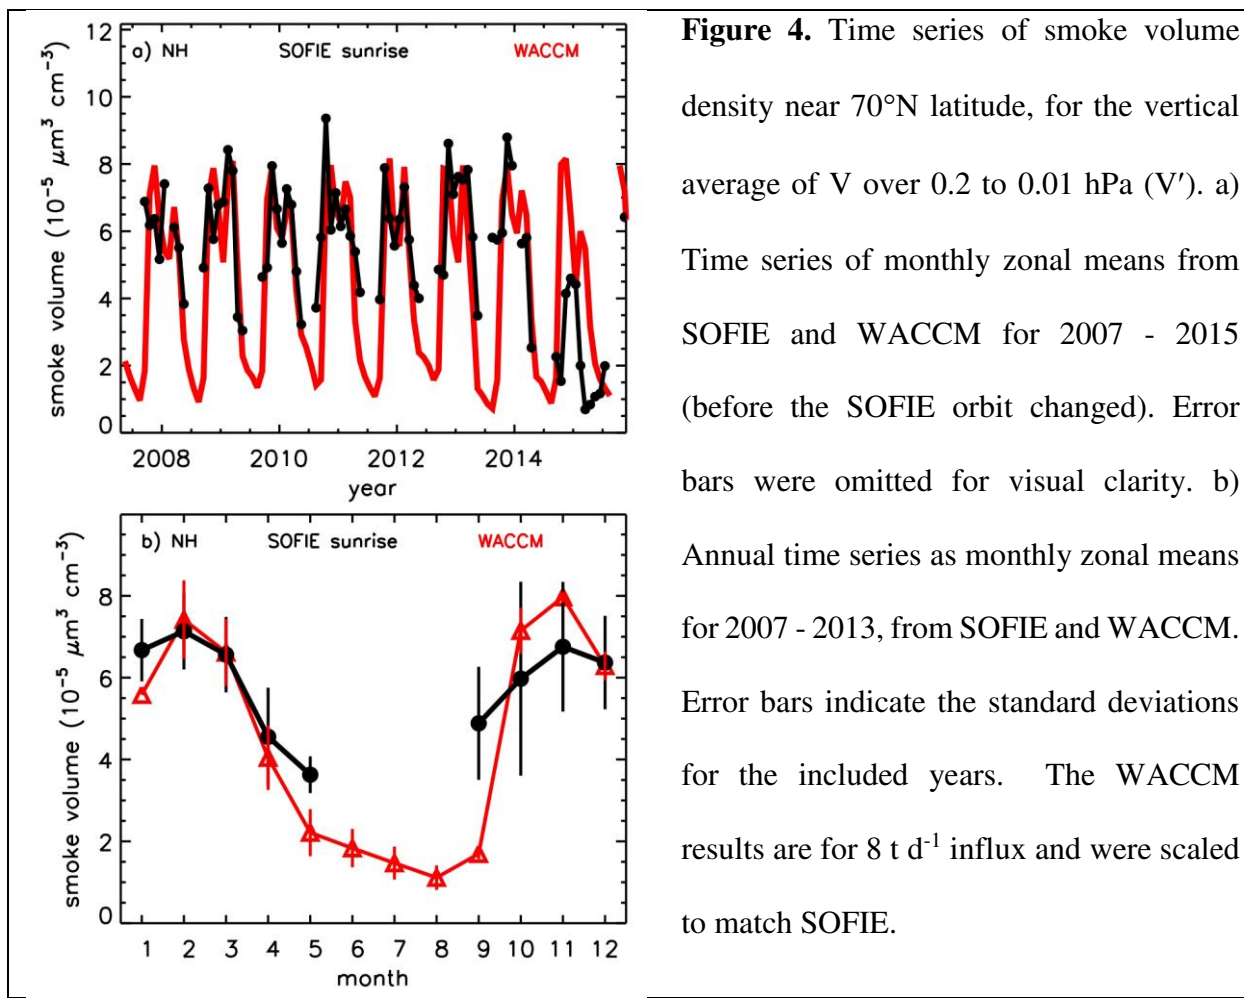 12
10
8
6
4
2
0
smoke volume (10⁻⁵ μm³ cm⁻³)
a) NH SOFIE sunrise WACCM
2008 2010 2012 2014
year
8
6
4
2
0
smoke volume (10⁻⁵ μm³ cm⁻³)
b) NH SOFIE sunrise WACCM
1 2 3 4 5 6 7 8 9 10 11 12
month
Figure 4. Time series of smoke volume
density near 70°N latitude, for the vertical
average of V over 0.2 to 0.01 hPa (V′). a)
Time series of monthly zonal means from
SOFIE and WACCM for 2007 - 2015
(before the SOFIE orbit changed). Error
bars were omitted for visual clarity. b)
Annual time series as monthly zonal means
for 2007 - 2013, from SOFIE and WACCM.
Error bars indicate the standard deviations
for the included years. The WACCM
results are for 8 t d⁻¹ influx and were scaled
to match SOFIE.